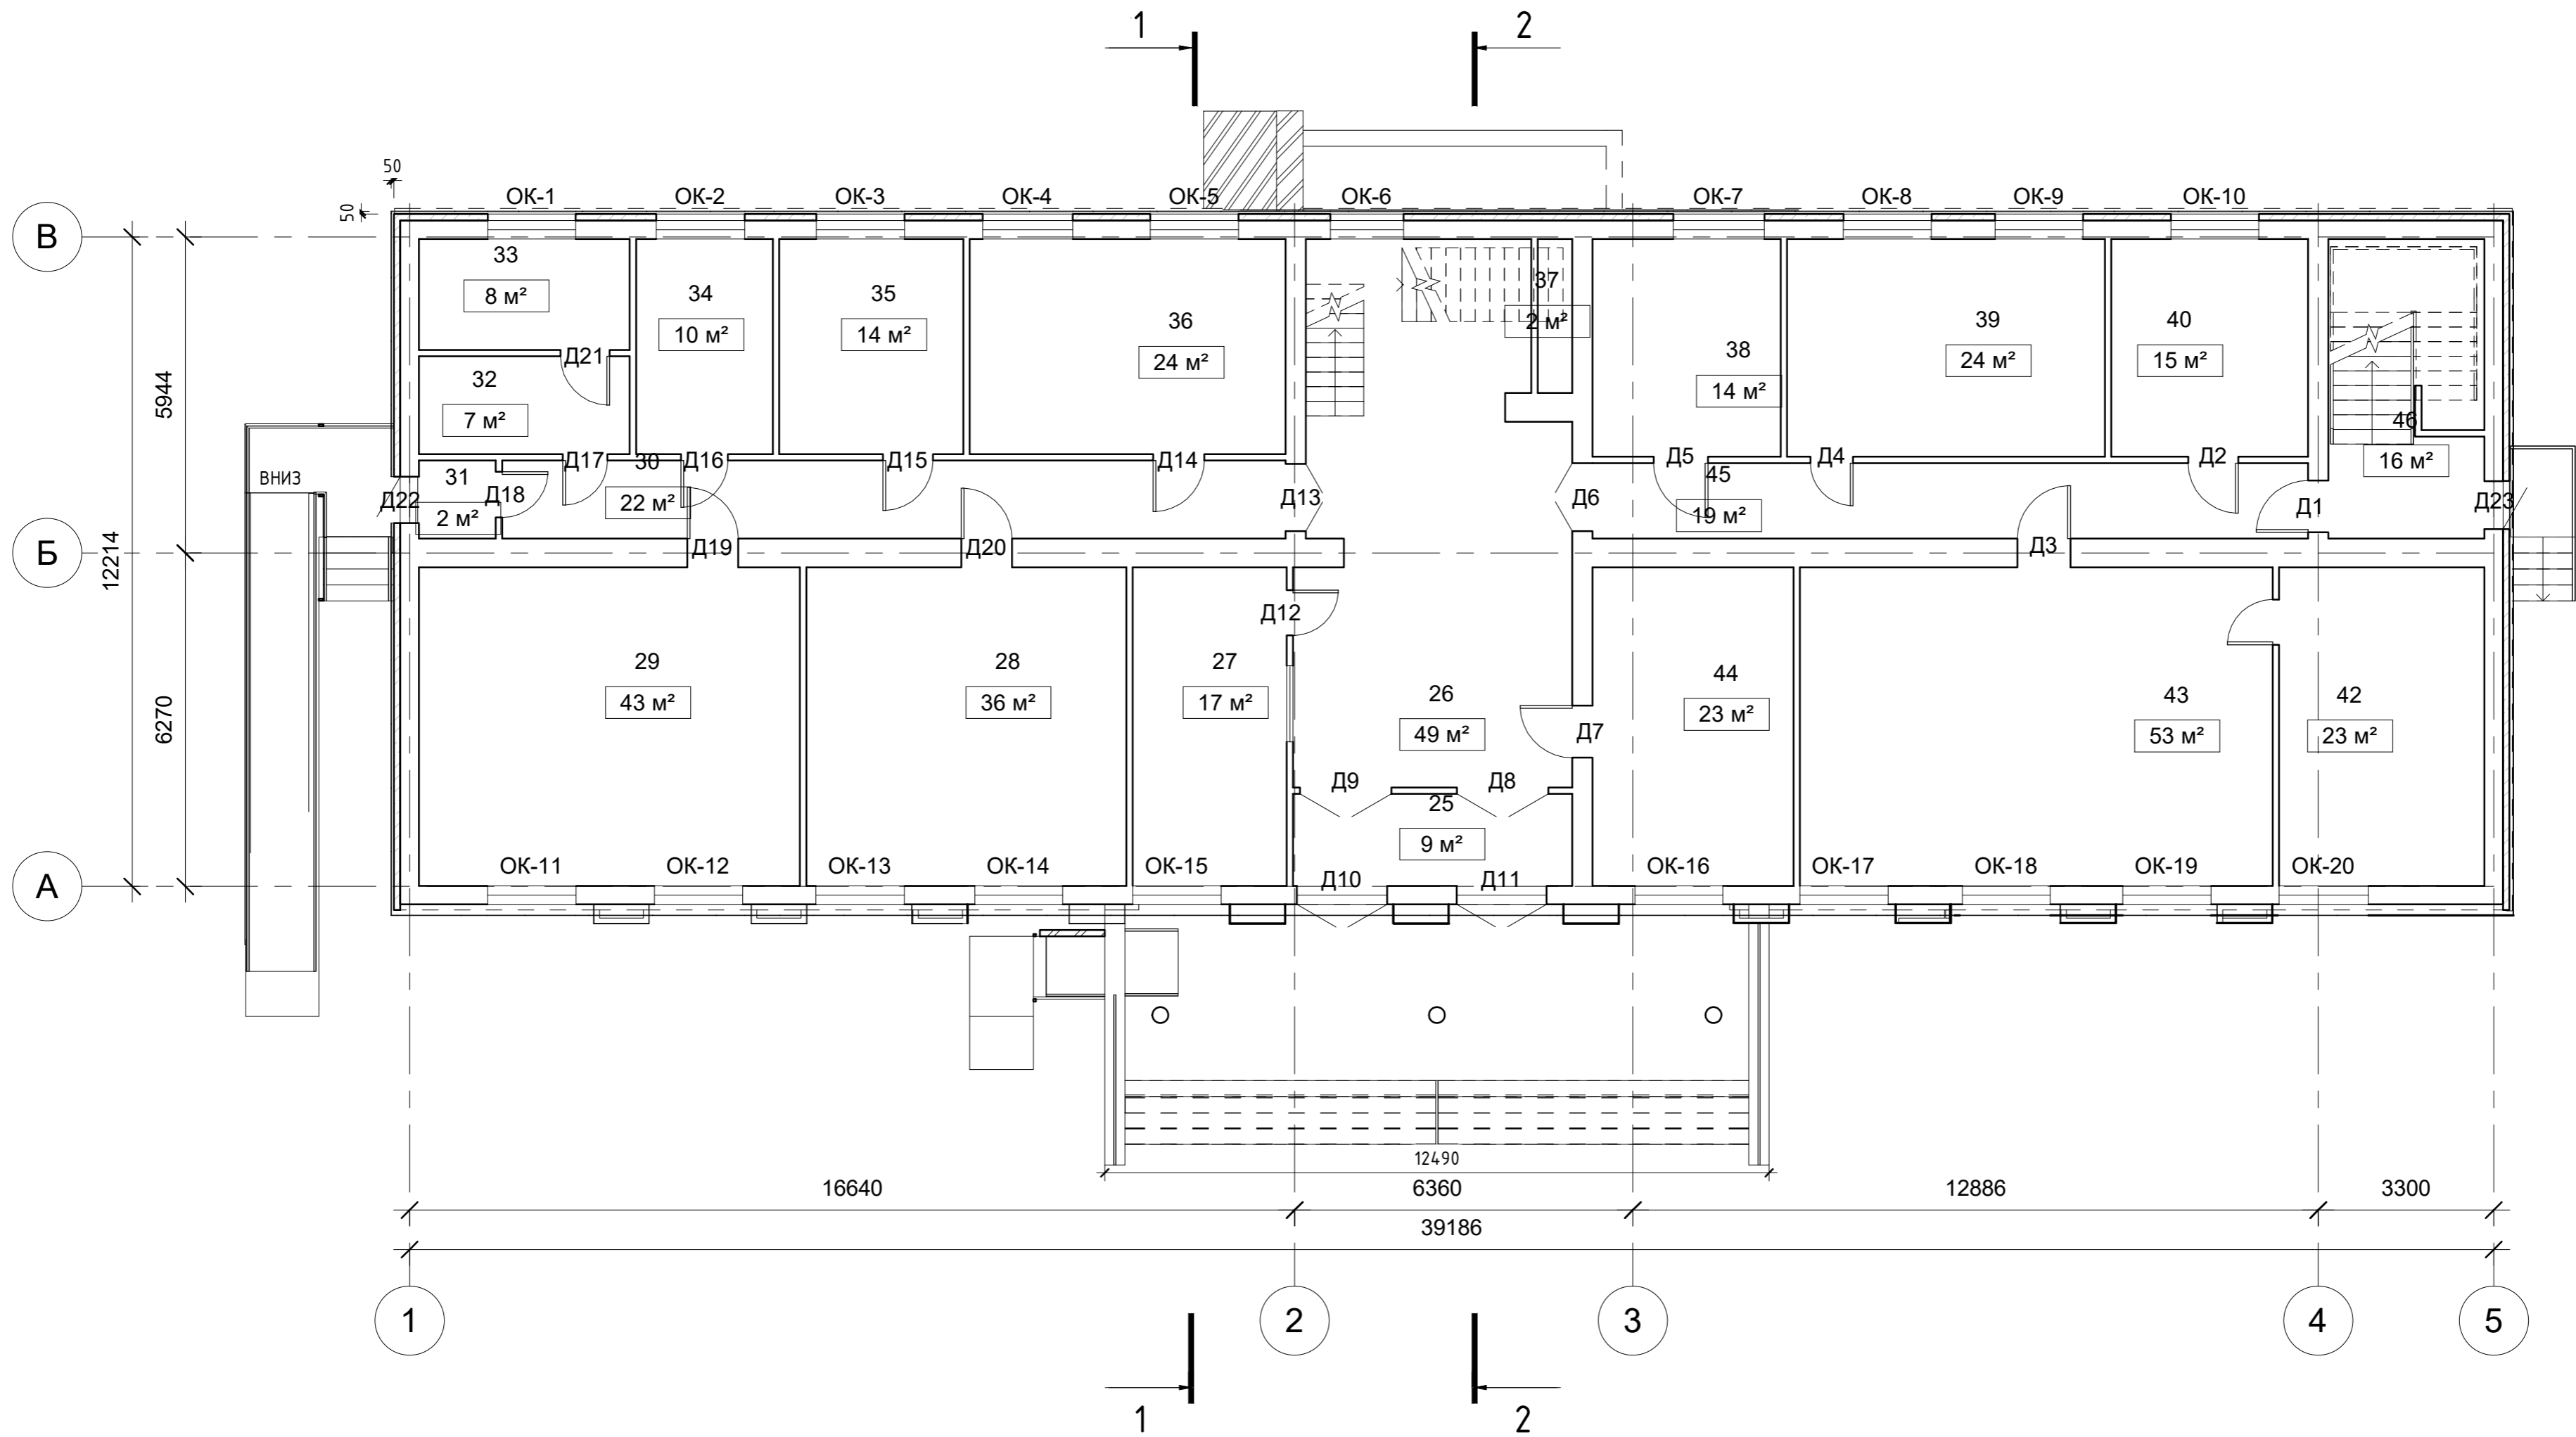 1
2
50
50
ОК-1 ОК-2 ОК-3 ОК-4 ОК-5 ОК-6 ОК-7 ОК-8 ОК-9 ОК-10
В
33
8 м²
34
10 м²
35
14 м²
36
24 м²
37
2 м²
38
14 м²
39
24 м²
40
15 м²
Д21
32
7 м²
5944
46
16 м²
ВНИЗ
Д22
31
2 м²
Д18
Д17
30
22 м²
Д16
Д15
Д14
Д13
Д6
Д5
45
19 м²
Д4
Д2
Д1
Д23
Б
12214
Д19
Д20
Д3
Д12
6270
29
43 м²
28
36 м²
27
17 м²
26
49 м²
Д7
44
23 м²
43
53 м²
42
23 м²
Д9
Д8
25
9 м²
А
ОК-11 ОК-12 ОК-13 ОК-14 ОК-15 Д10 Д11 ОК-16 ОК-17 ОК-18 ОК-19 ОК-20
12490
16640 6360 12886 3300
39186
1 2 3 4 5
1
2